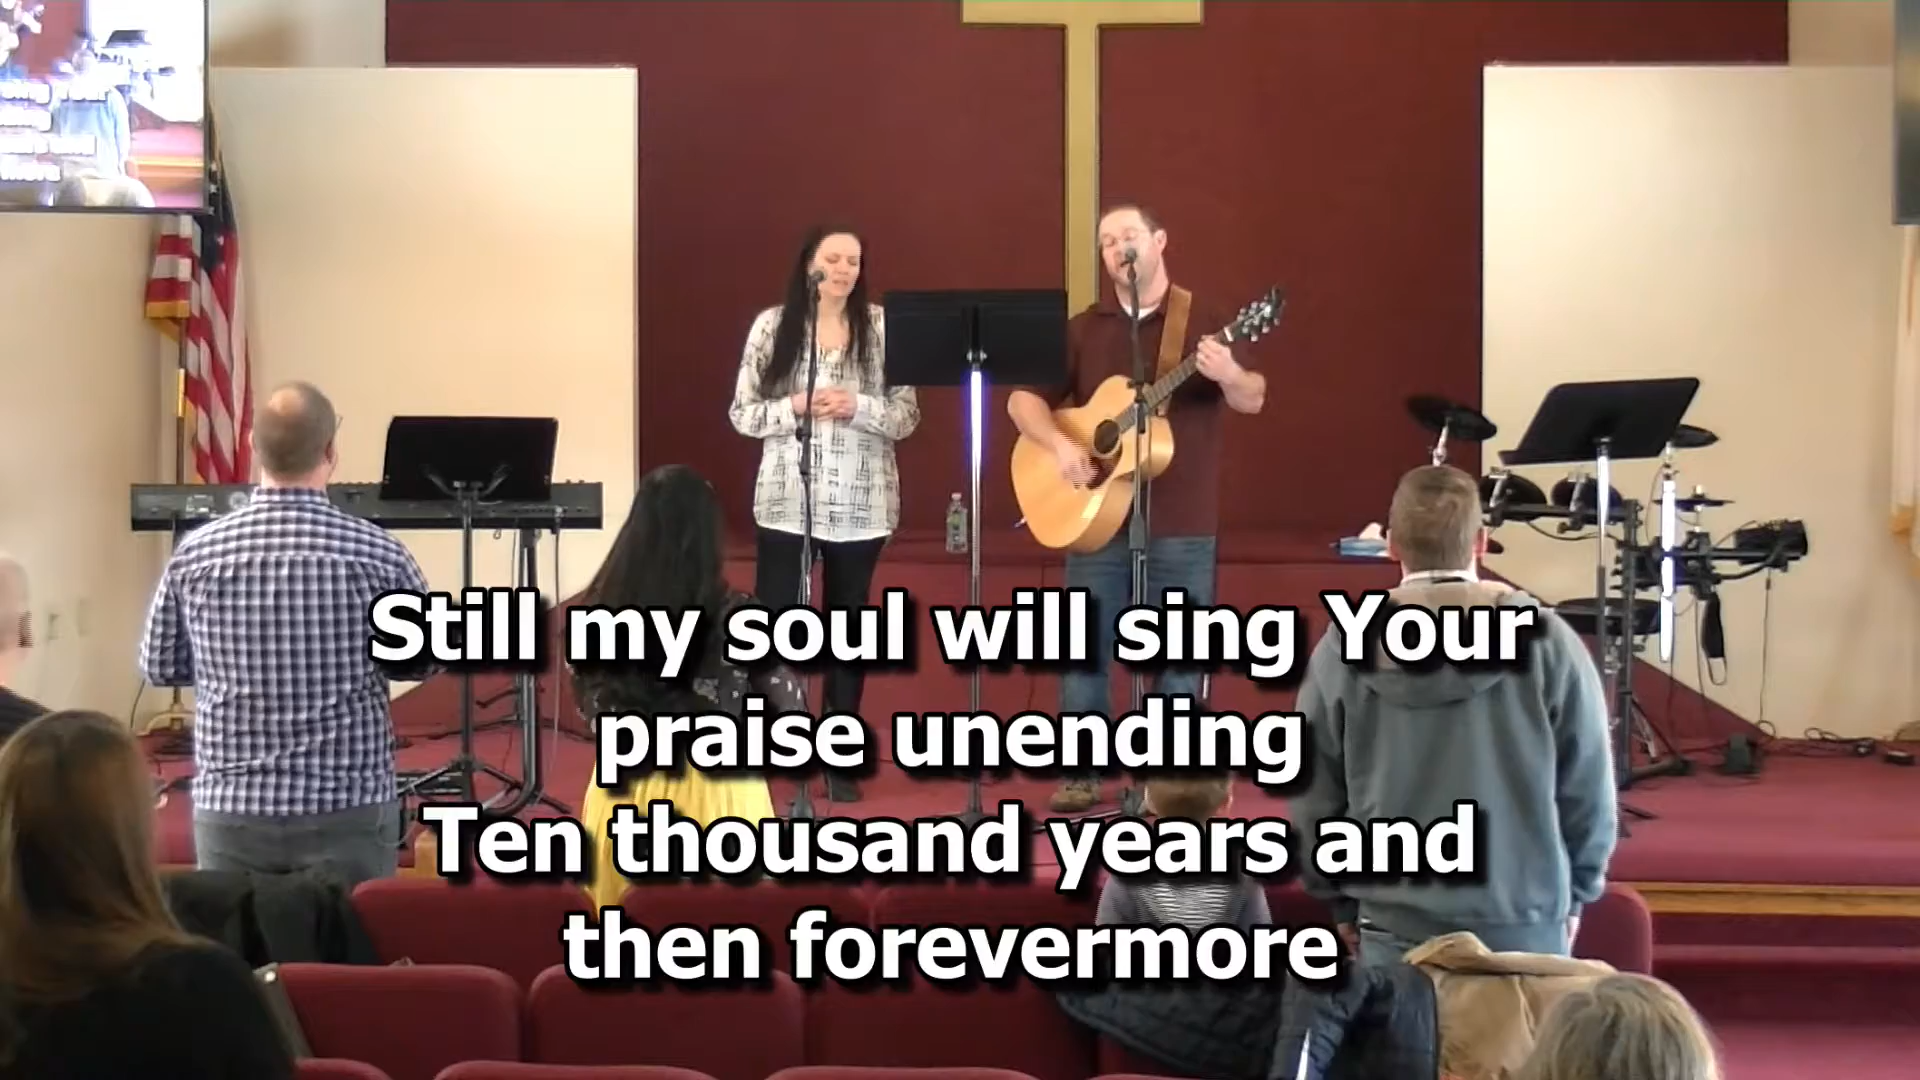 Still my soul will sing Your
praise unending
Ten thousand years and
then forevermore